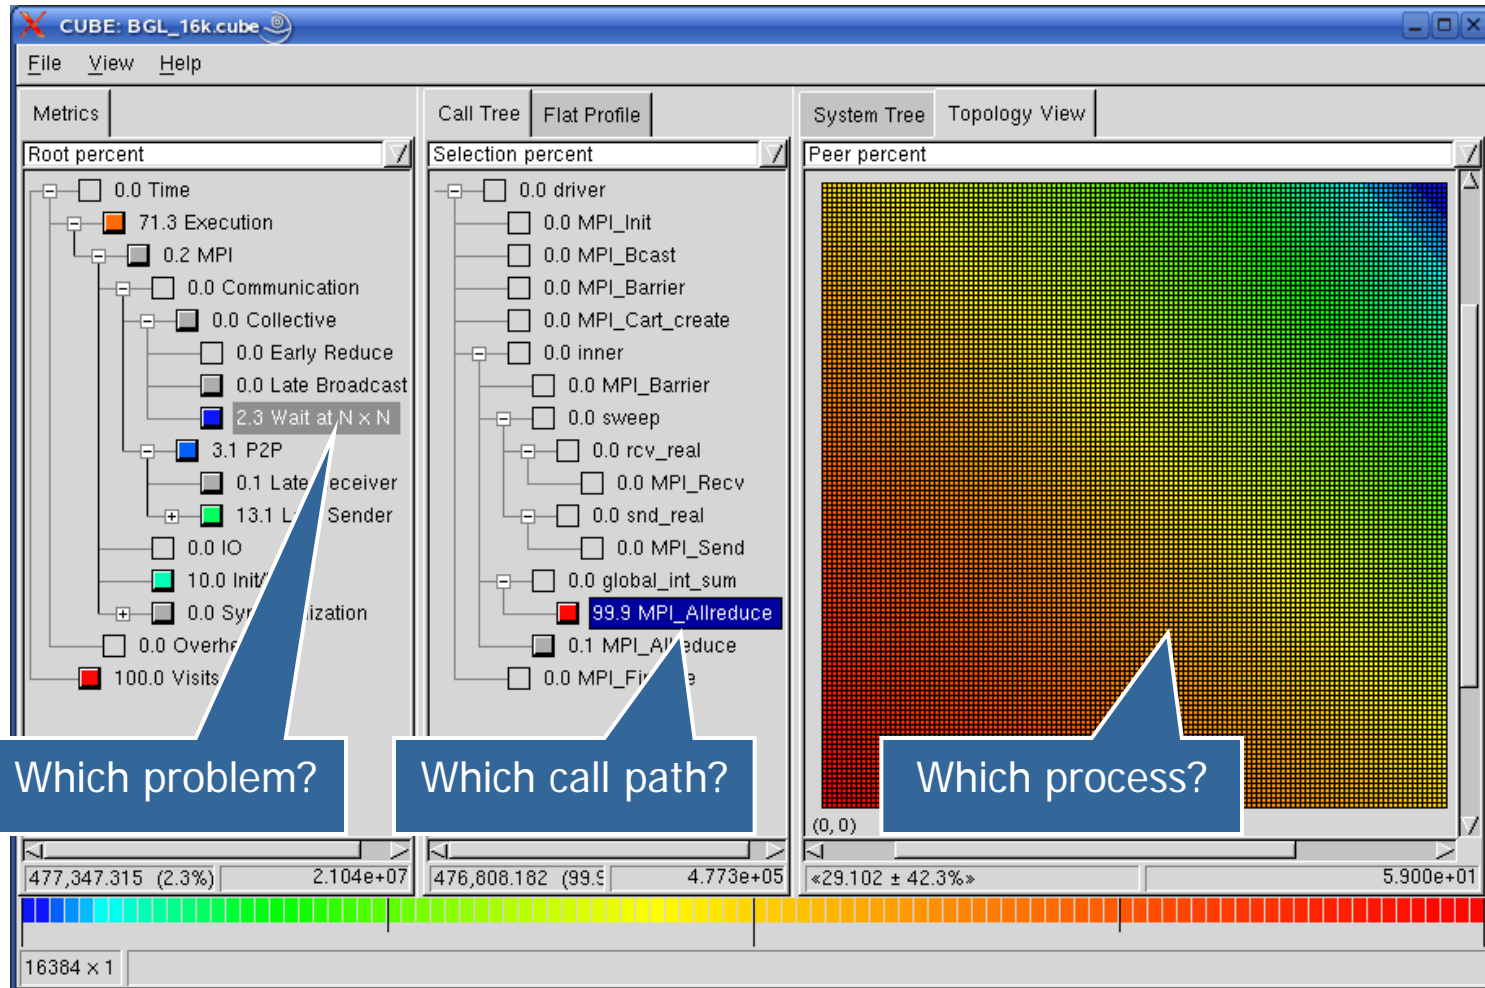 CUBE: BGL_16k.cube
File View Help
Metrics
Root percent
0.0 Time
71.3 Execution
0.2 MPI
0.0 Communication
0.0 Collective
0.0 Early Reduce
0.0 Late Broadcast
2.3 Wait at N x N
3.1 P2P
0.1 Late Receiver
13.1 Late Sender
0.0 IO
10.0 Init/
0.0 Sy
ization
0.0 Overhe
100.0 Visits
Which problem?
477,347.315 (2.3%) 2.104e+07
Call Tree Flat Profile
Selection percent
0.0 driver
0.0 MPI_Init
0.0 MPI_Bcast
0.0 MPI_Barrier
0.0 MPI_Cart_create
0.0 inner
0.0 MPI_Barrier
0.0 sweep
0.0 rcv_real
0.0 MPI_Recv
0.0 snd_real
0.0 MPI_Send
0.0 global_int_sum
99.9 MPI_Allreduce
0.1 MPI_Allreduce
0.0 MPI_Finalize
Which call path?
476,808.182 (99.9 4.773e+05
System Tree Topology View
Peer percent
Which process?
(0, 0)
«29.102 ± 42.3%» 5.900e+01
16384 x 1